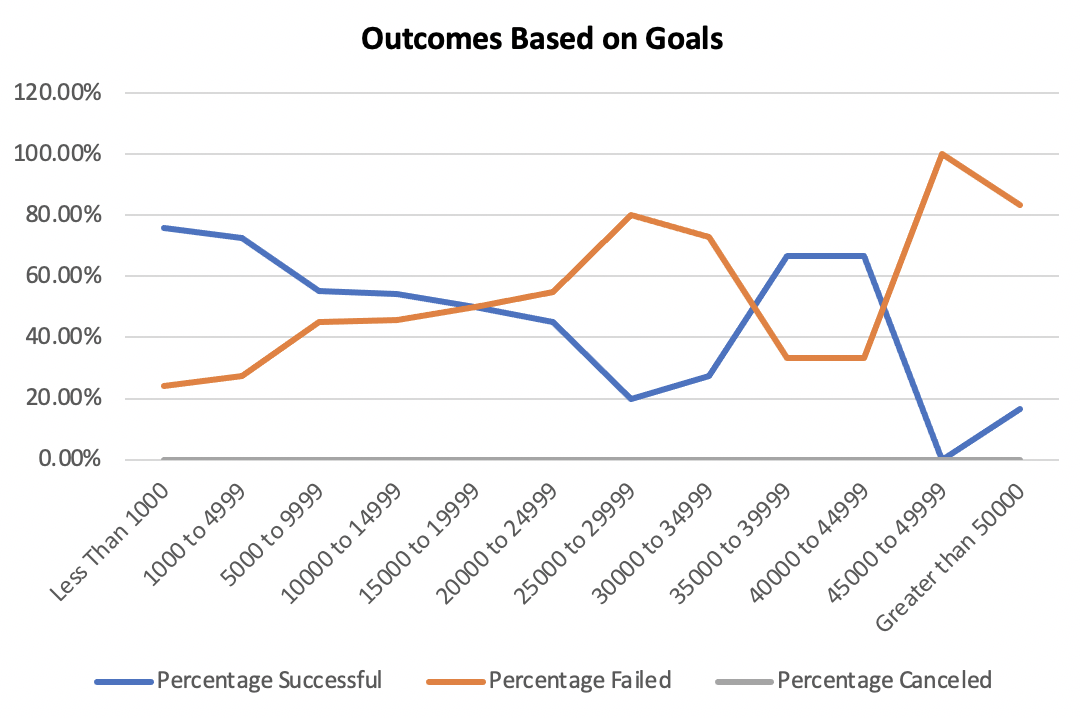 Outcomes Based on Goals
120.00%
100.00%
80.00%
60.00%
40.00%
20.00%
0.00%
Less Than 1000
1000 to 4999
5000 to 9999
10000 to 14999
15000 to 19999
20000 to 24999
25000 to 29999
30000 to 34999
35000 to 39999
40000 to 44999
45000 to 49999
Greater than 50000
Percentage Successful
Percentage Failed
Percentage Canceled